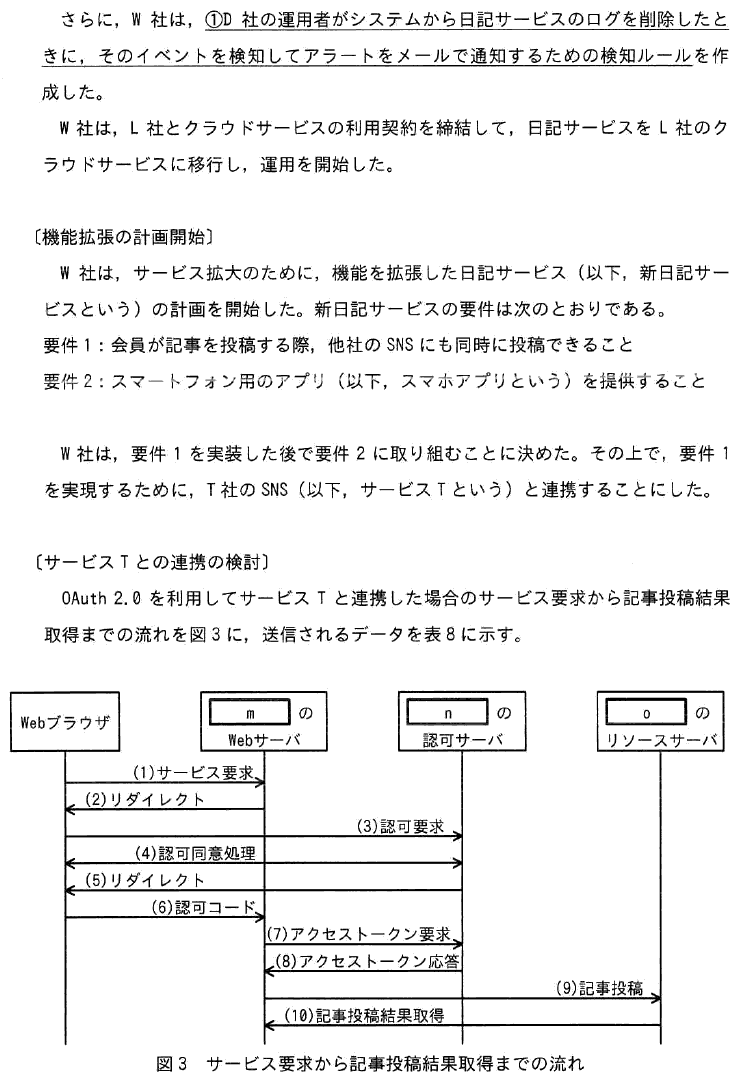 さらに，W 社は，①D 社の運用者がシステムから日記サービスのログを削除したと
きに，そのイベントを検知してアラートをメールで通知するための検知ルールを作
成した。
W 社は，L 社とクラウドサービスの利用契約を締結して，日記サービスを L 社のク
ラウドサービスに移行し，運用を開始した。
〔機能拡張の計画開始〕
W 社は，サービス拡大のために，機能を拡張した日記サービス（以下，新日記サー
ビスという）の計画を開始した。新日記サービスの要件は次のとおりである。
要件 1：会員が記事を投稿する際，他社の SNS にも同時に投稿できること
要件 2：スマートフォン用のアプリ（以下，スマホアプリという）を提供すること
W 社は，要件 1 を実装した後で要件 2 に取り組むことに決めた。その上で，要件 1
を実現するために，T 社の SNS（以下，サービス T という）と連携することにした。
〔サービス T との連携の検討〕
OAuth 2.0 を利用してサービス T と連携した場合のサービス要求から記事投稿結果
取得までの流れを図 3 に，送信されるデータを表 8 に示す。
Webブラウザ
m の
Webサーバ
n の
認可サーバ
o の
リソースサーバ
(1)サービス要求
(2)リダイレクト
(3)認可要求
(4)認可同意処理
(5)リダイレクト
(6)認可コード
(7)アクセストークン要求
(8)アクセストークン応答
(9)記事投稿
(10)記事投稿結果取得
図 3 サービス要求から記事投稿結果取得までの流れ